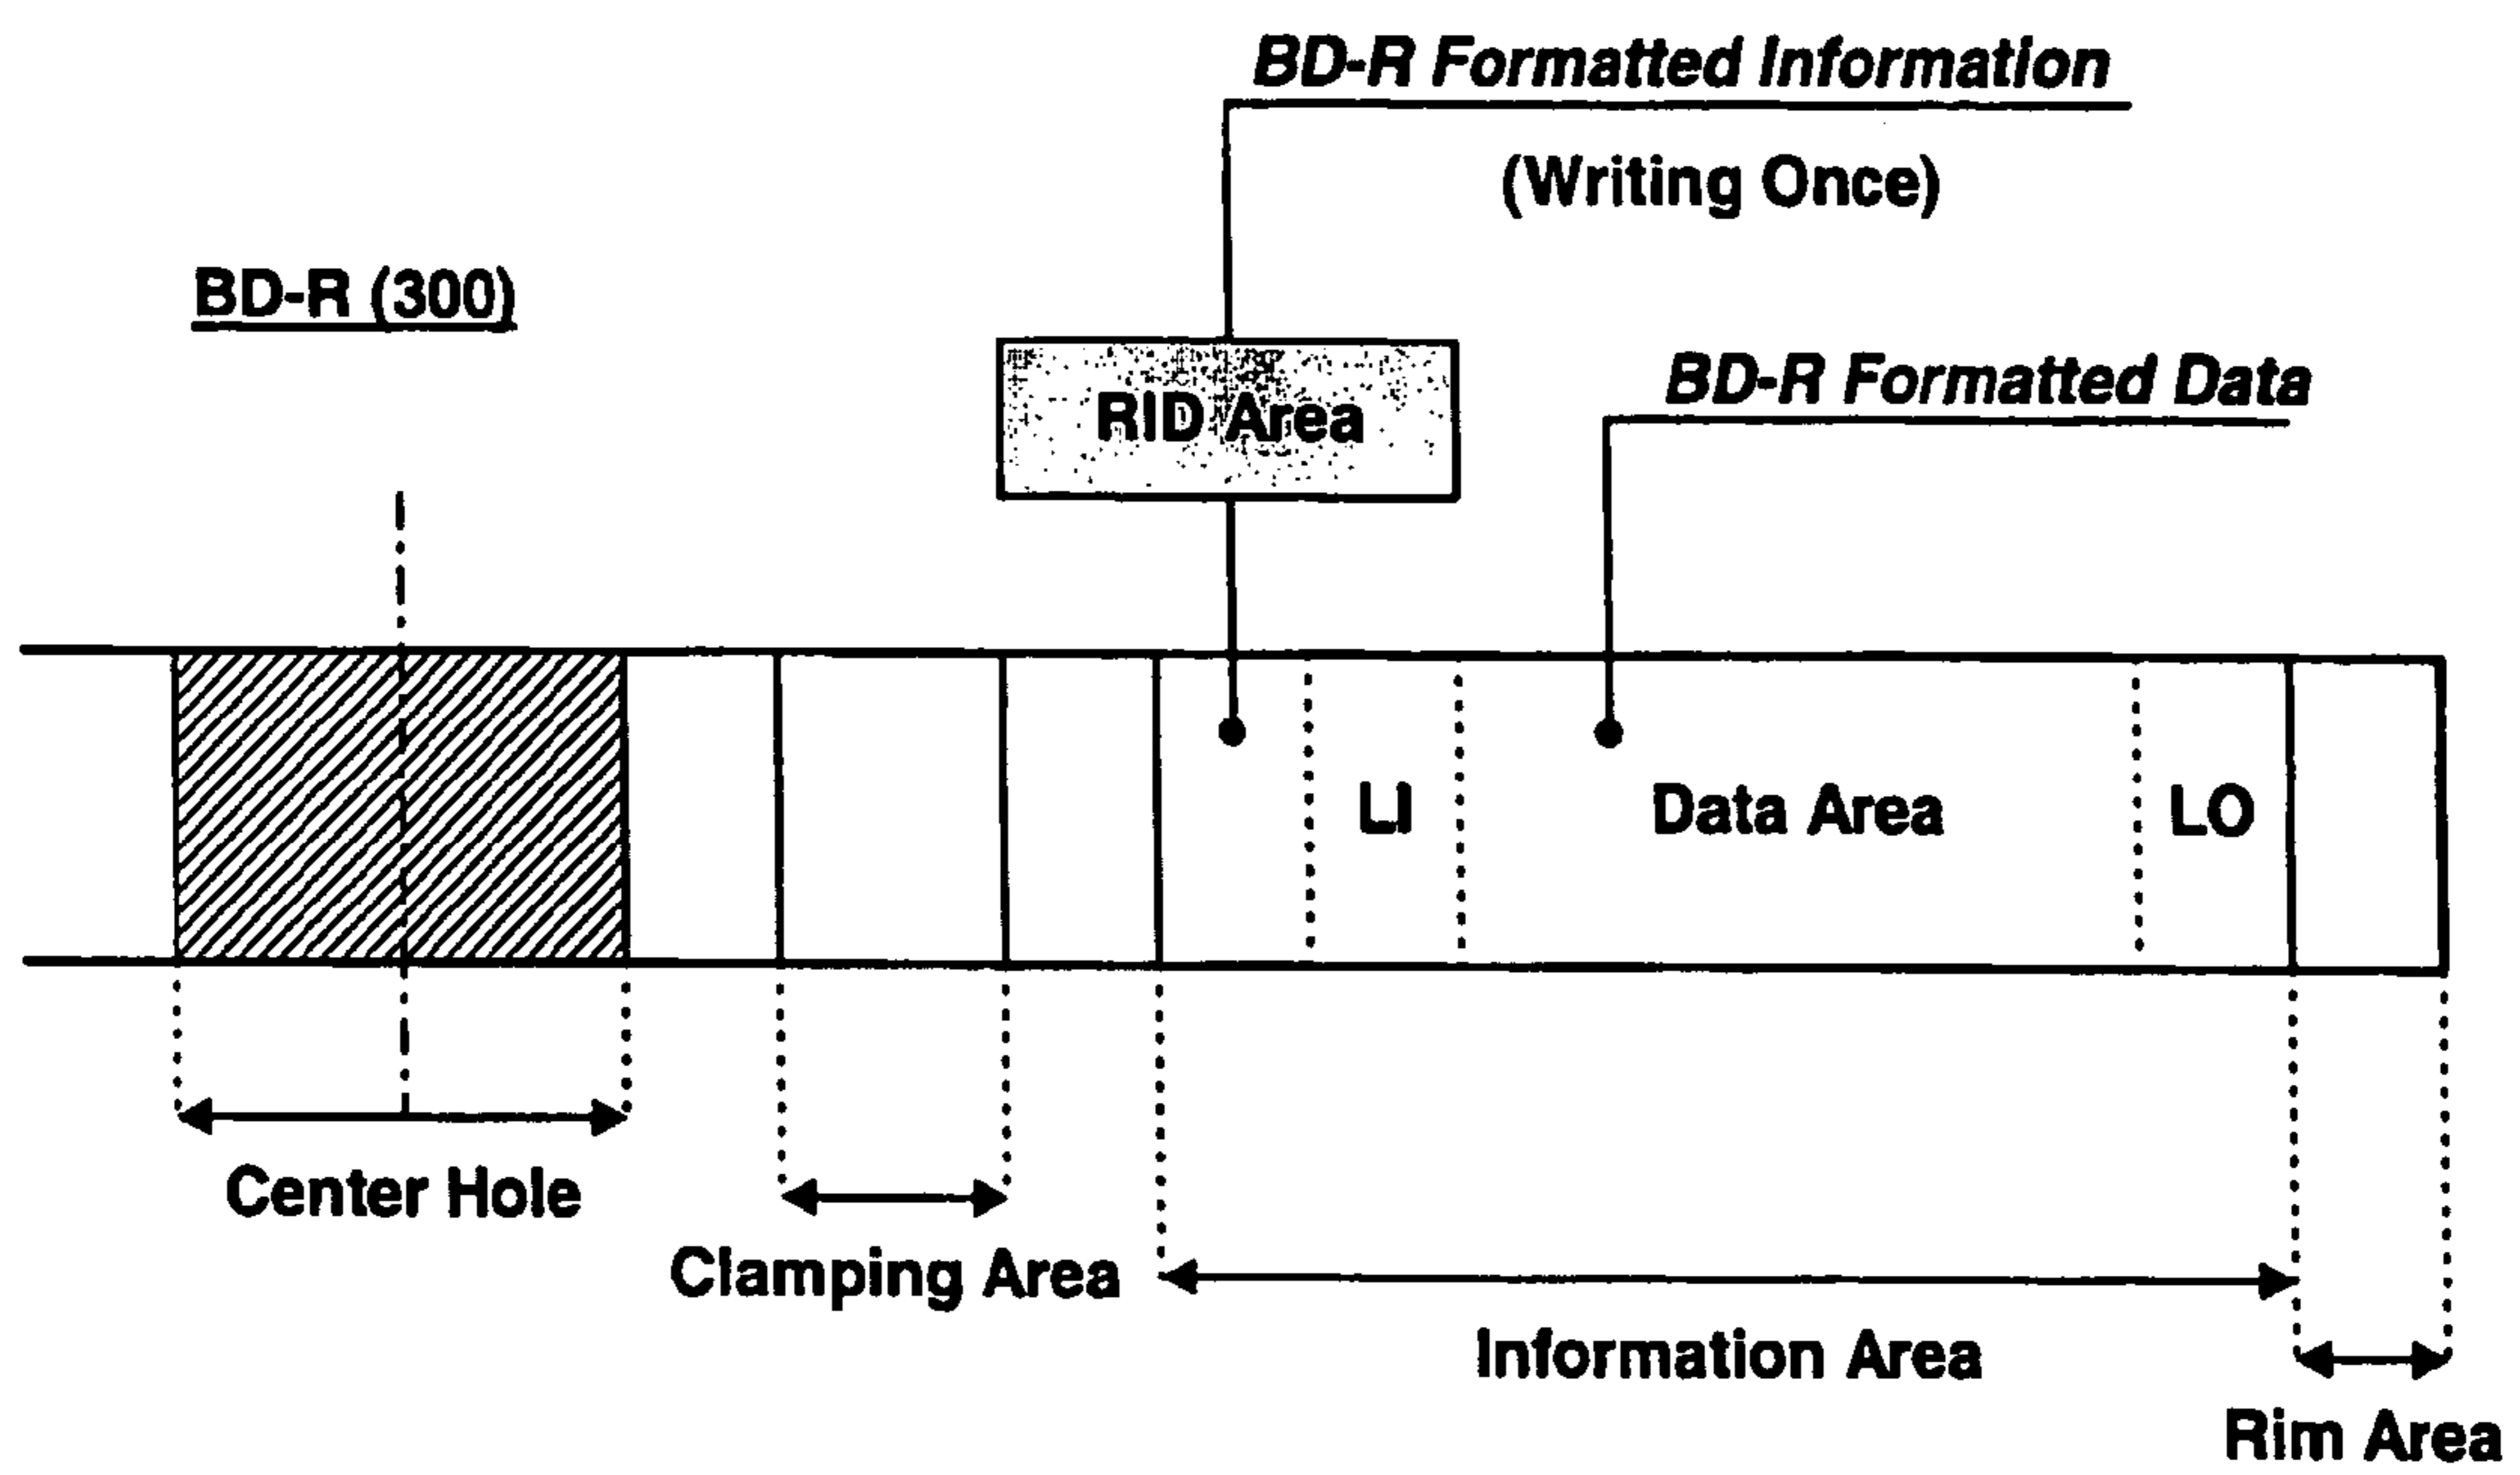 BD-R Formatted Information
(Writing Once)
BD-R (300)
BD-R Formatted Data
RID Area
LI
Data Area
LO
Center Hole
Clamping Area
Information Area
Rim Area